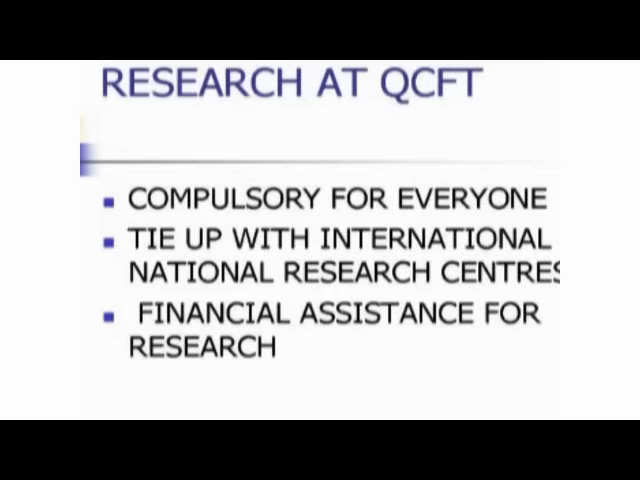 RESEARCH AT QCFT
COMPULSORY FOR EVERYONE
TIE UP WITH INTERNATIONAL
NATIONAL RESEARCH CENTRES
FINANCIAL ASSISTANCE FOR
RESEARCH